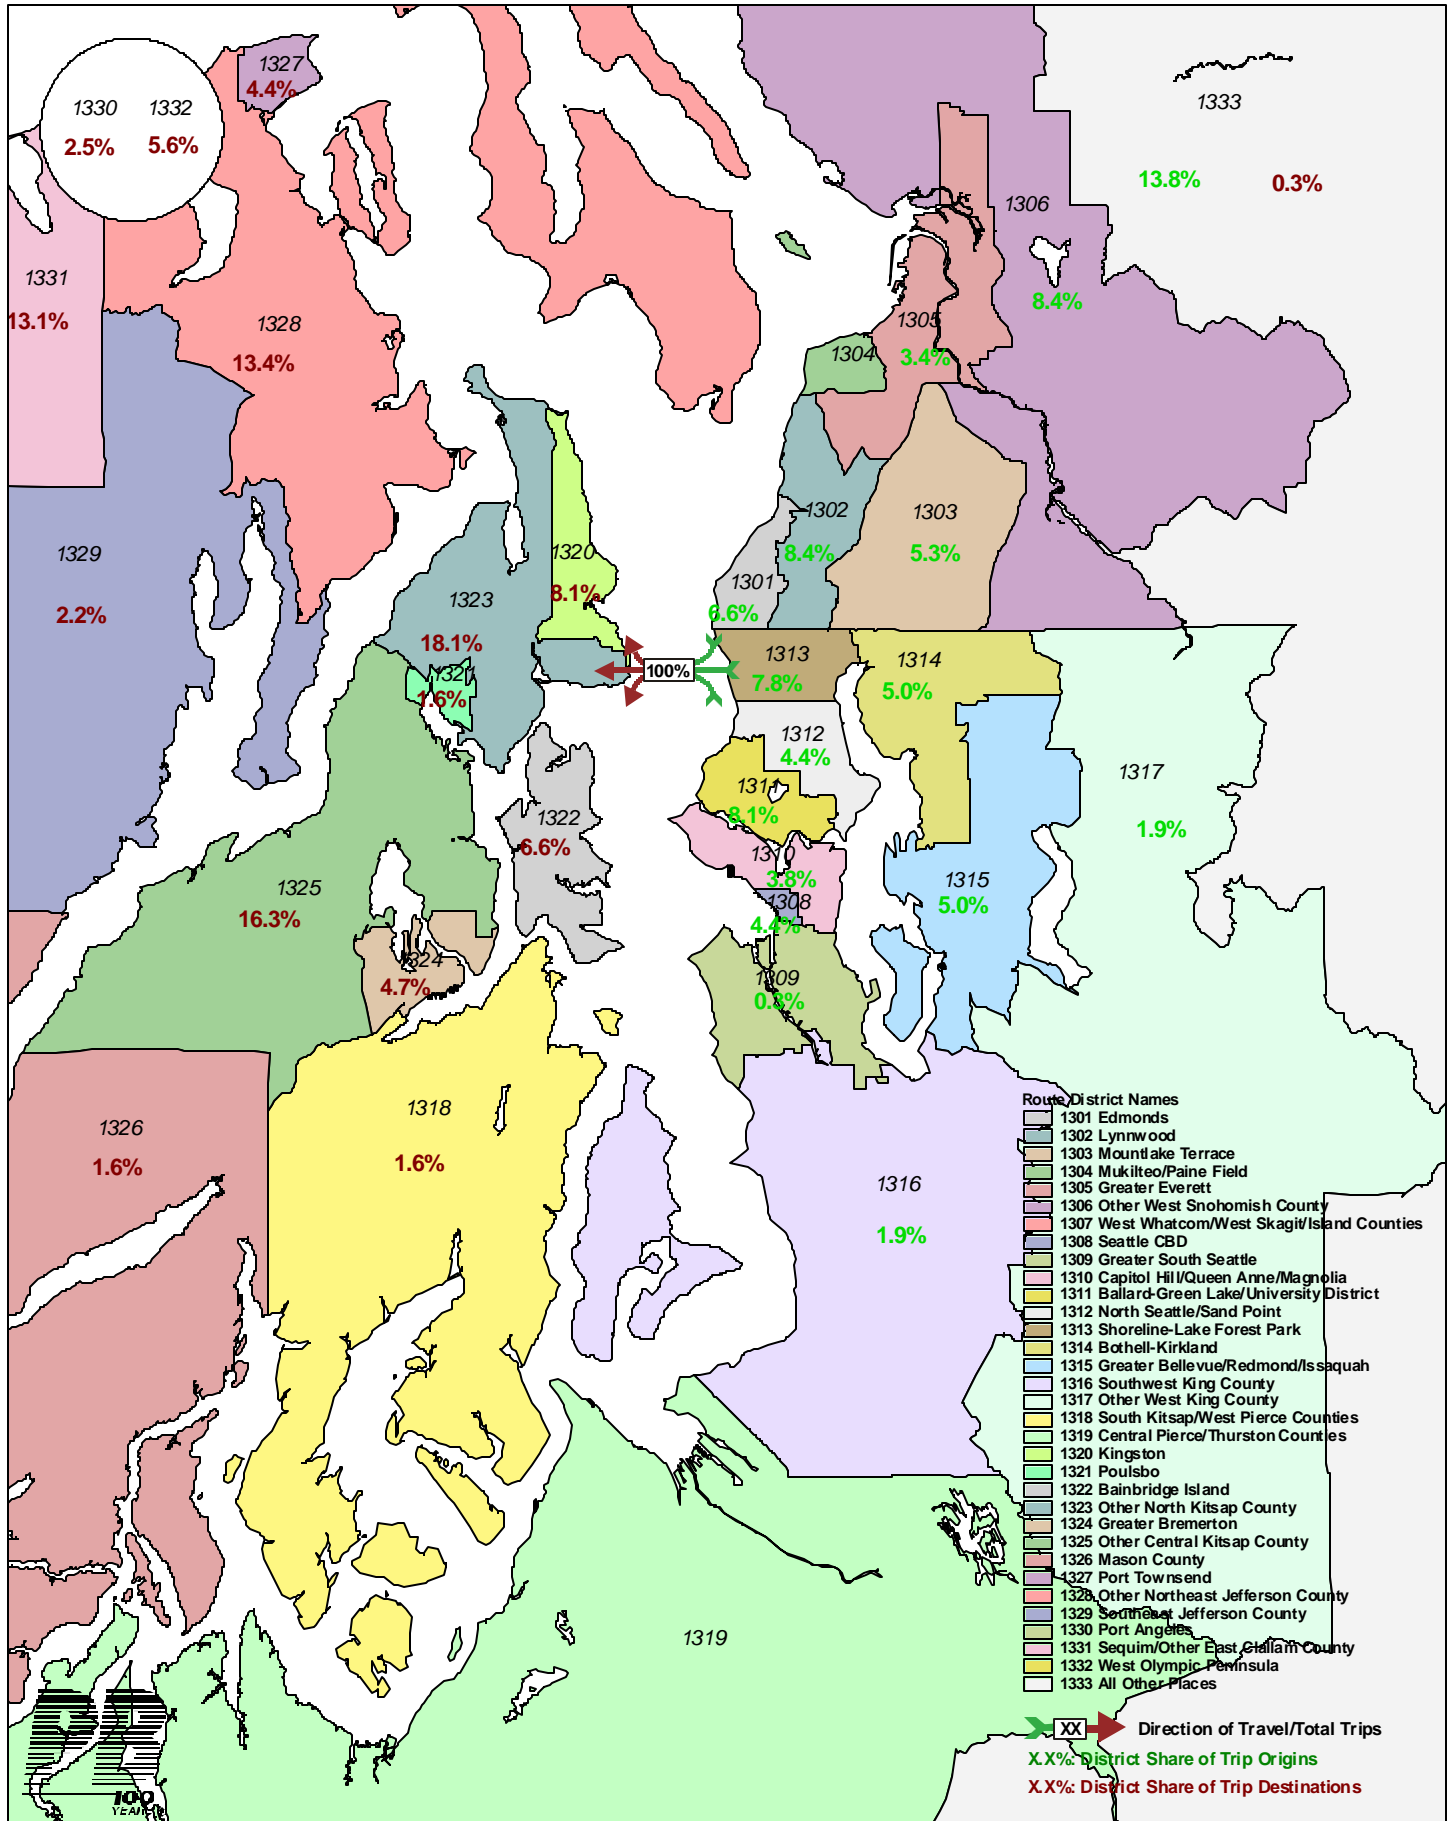 1327
4.4%
1330 1332
2.5% 5.6%
1333
13.8% 0.3%
1306
8.4%
1331
13.1%
1328
13.4%
1305
3.4%
1304
1302
8.4%
1303
5.3%
1329
2.2%
1320
8.1%
1301
6.6%
1323
18.1%
1321
1.6%
100%
1313
7.8%
1314
5.0%
1312
4.4%
1317
1.9%
1311
8.1%
1322
6.6%
1310
3.8%
1325
16.3%
1315
5.0%
1308
4.4%
1324
4.7%
1309
0.3%
1318
1.6%
1326
1.6%
1316
1.9%
1319
Route District Names
1301 Edmonds
1302 Lynnwood
1303 Mountlake Terrace
1304 Mukilteo/Paine Field
1305 Greater Everett
1306 Other West Snohomish County
1307 West Whatcom/West Skagit/Island Counties
1308 Seattle CBD
1309 Greater South Seattle
1310 Capitol Hill/Queen Anne/Magnolia
1311 Ballard-Green Lake/University District
1312 North Seattle/Sand Point
1313 Shoreline-Lake Forest Park
1314 Bothell-Kirkland
1315 Greater Bellevue/Redmond/Issaquah
1316 Southwest King County
1317 Other West King County
1318 South Kitsap/West Pierce Counties
1319 Central Pierce/Thurston Counties
1320 Kingston
1321 Poulsbo
1322 Bainbridge Island
1323 Other North Kitsap County
1324 Greater Bremerton
1325 Other Central Kitsap County
1326 Mason County
1327 Port Townsend
1328 Other Northeast Jefferson County
1329 Southeast Jefferson County
1330 Port Angeles
1331 Sequim/Other East Clallam County
1332 West Olympic Peninsula
1333 All Other Places
XX Direction of Travel/Total Trips
X.X%: District Share of Trip Origins
X.X%: District Share of Trip Destinations
100
YEARS